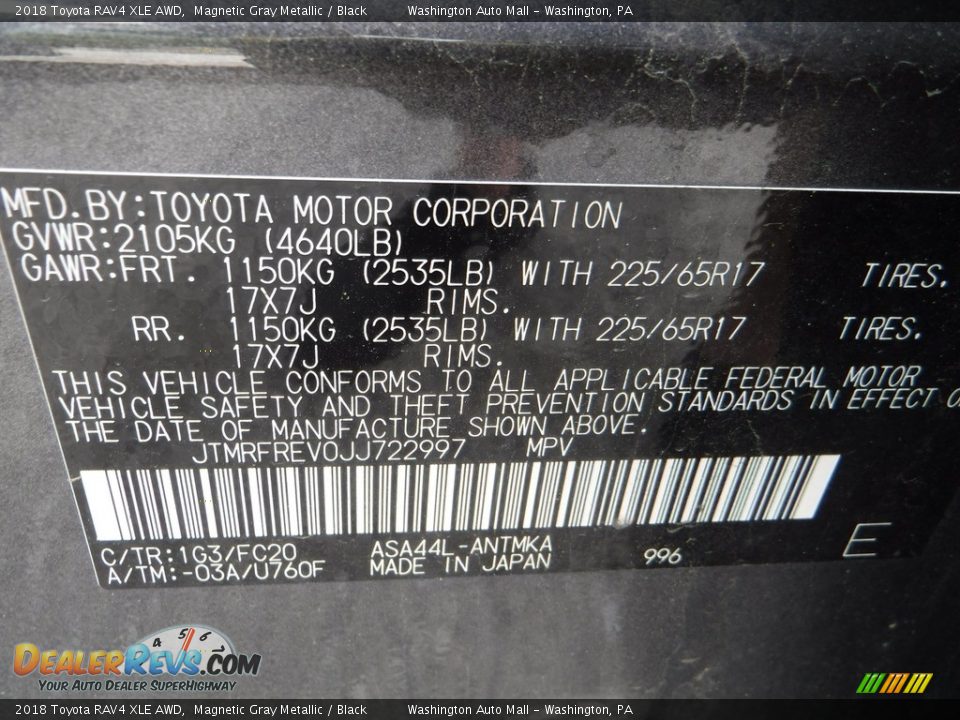 2018 Toyota RAV4 XLE AWD, Magnetic Gray Metallic / Black Washington Auto Mall - Washington, PA
MFD.BY:TOYOTA MOTOR CORPORATION
GVWR:2105KG (4640LB)
GAWR:FRT. 1150KG (2535LB) WITH 225/65R17 TIRES.
17X7J RIMS.
RR. 1150KG (2535LB) WITH 225/65R17 TIRES.
17X7J RIMS.
THIS VEHICLE CONFORMS TO ALL APPLICABLE FEDERAL MOTOR
VEHICLE SAFETY AND THEFT PREVENTION STANDARDS IN EFFECT O
THE DATE OF MANUFACTURE SHOWN ABOVE.
JTMRFREV0JJ722997 MPV
C/TR:1G3/FC20 ASA44L-ANTMKA 996 E
A/TM:-03A/U760F MADE IN JAPAN
4 5 6 7
DEALERREVS.COM
YOUR AUTO DEALER SUPERHIGHWAY
2018 Toyota RAV4 XLE AWD, Magnetic Gray Metallic / Black Washington Auto Mall - Washington, PA